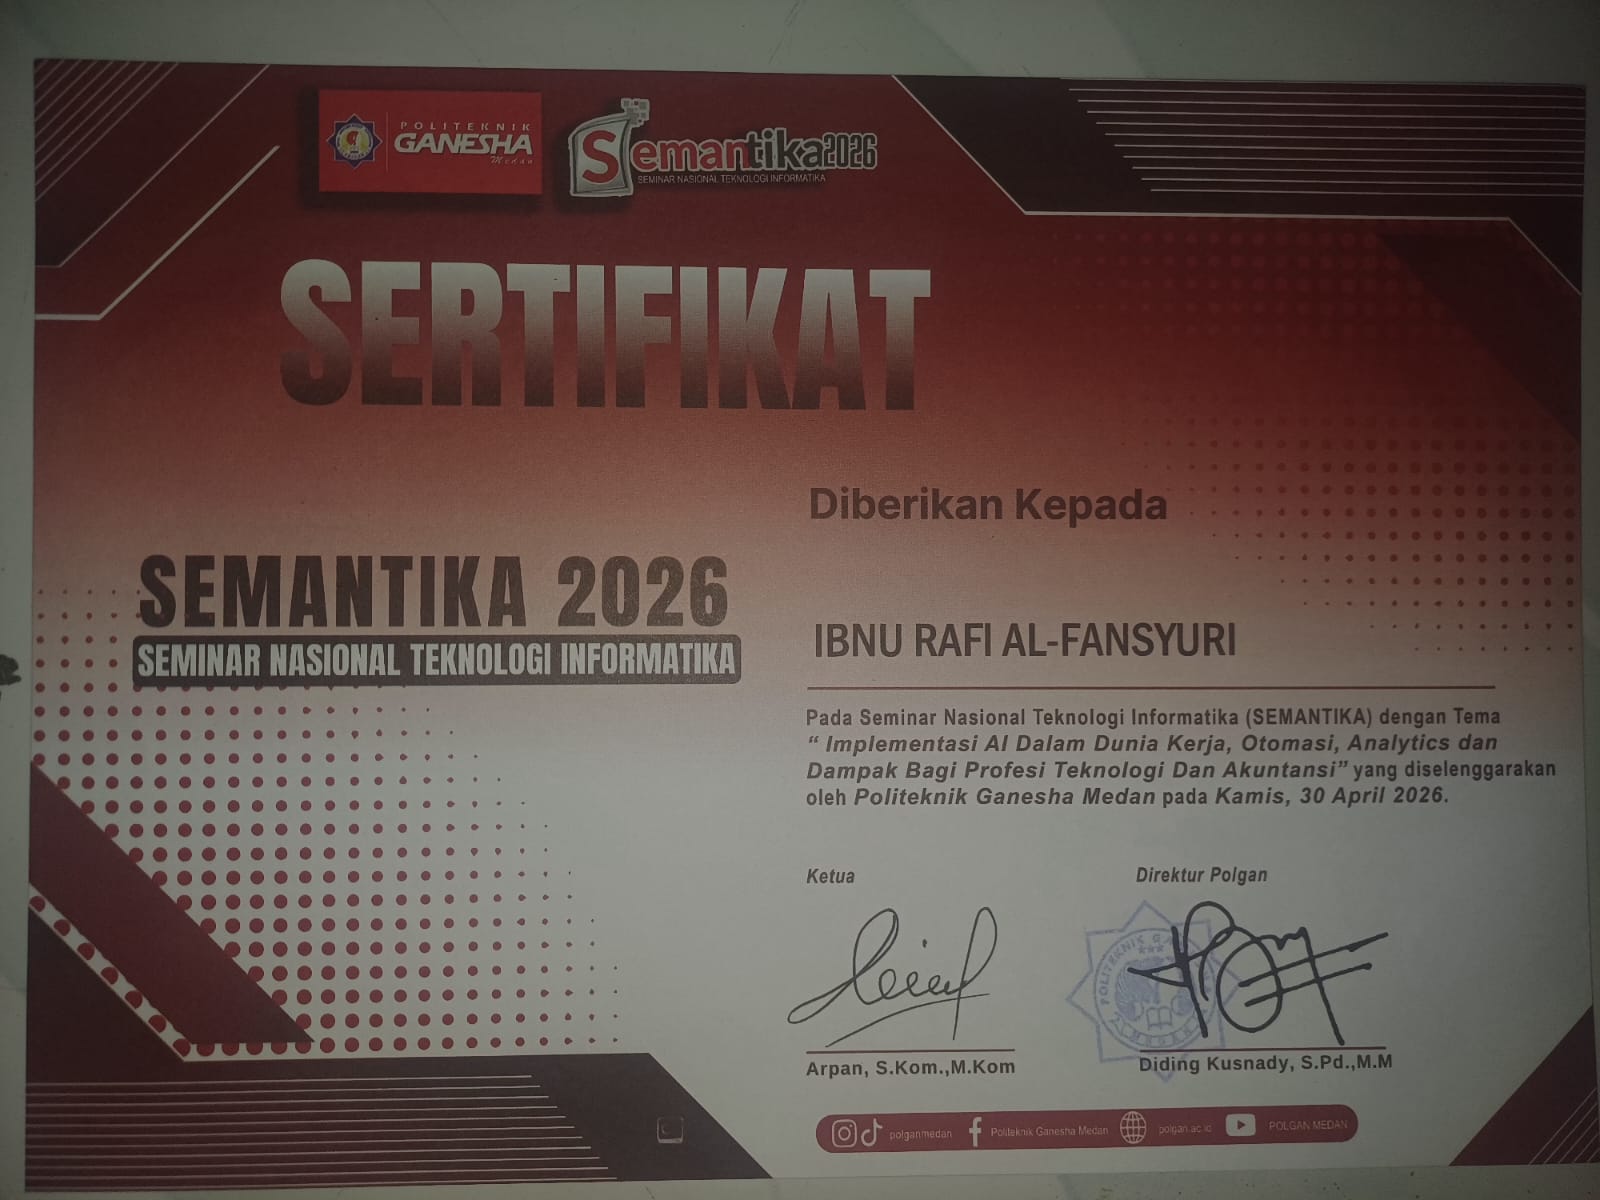 POLITEKNIK
GANESHA
Medan
Semantika2026
SEMINAR NASIONAL TEKNOLOGI INFORMATIKA
SERTIFIKAT
Diberikan Kepada
SEMANTIKA 2026
SEMINAR NASIONAL TEKNOLOGI INFORMATIKA
IBNU RAFI AL-FANSYURI
Pada Seminar Nasional Teknologi Informatika (SEMANTIKA) dengan Tema
“ Implementasi AI Dalam Dunia Kerja, Otomasi, Analytics dan
Dampak Bagi Profesi Teknologi Dan Akuntansi” yang diselenggarakan
oleh Politeknik Ganesha Medan pada Kamis, 30 April 2026.
Ketua
Direktur Polgan
POLITEKNIK
Arpan, S.Kom.,M.Kom
Diding Kusnady, S.Pd.,M.M
polganmedan
Politeknik Ganesha Medan
polgan.ac.id
POLGAN MEDAN